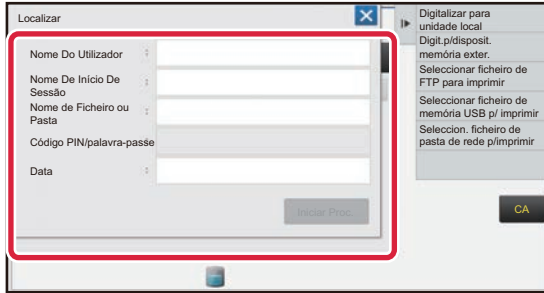 Localizar
Nome Do Utilizador :
Nome De Início De
Sessão :
Nome de Ficheiro ou
Pasta :
Código PIN/palavra-passe
Data :
Iniciar Proc.
Digitalizar para
unidade local
Digit.p/disposit.
memória exter.
Seleccionar ficheiro de
FTP para imprimir
Seleccionar ficheiro de
memória USB p/ imprimir
Seleccion. ficheiro de
pasta de rede p/imprimir
CA